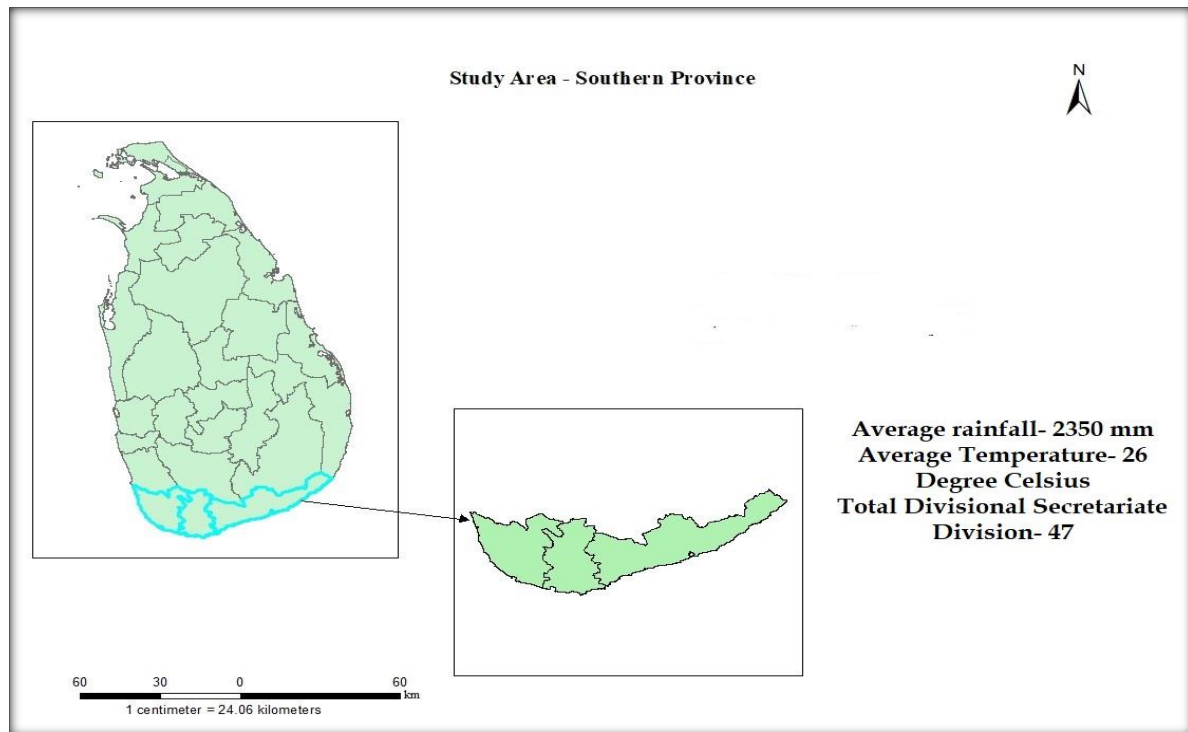 Study Area - Southern Province
N
Average rainfall- 2350 mm
Average Temperature- 26
Degree Celsius
Total Divisional Secretariate
Division- 47
60 30 0 60
km
1 centimeter = 24.06 kilometers